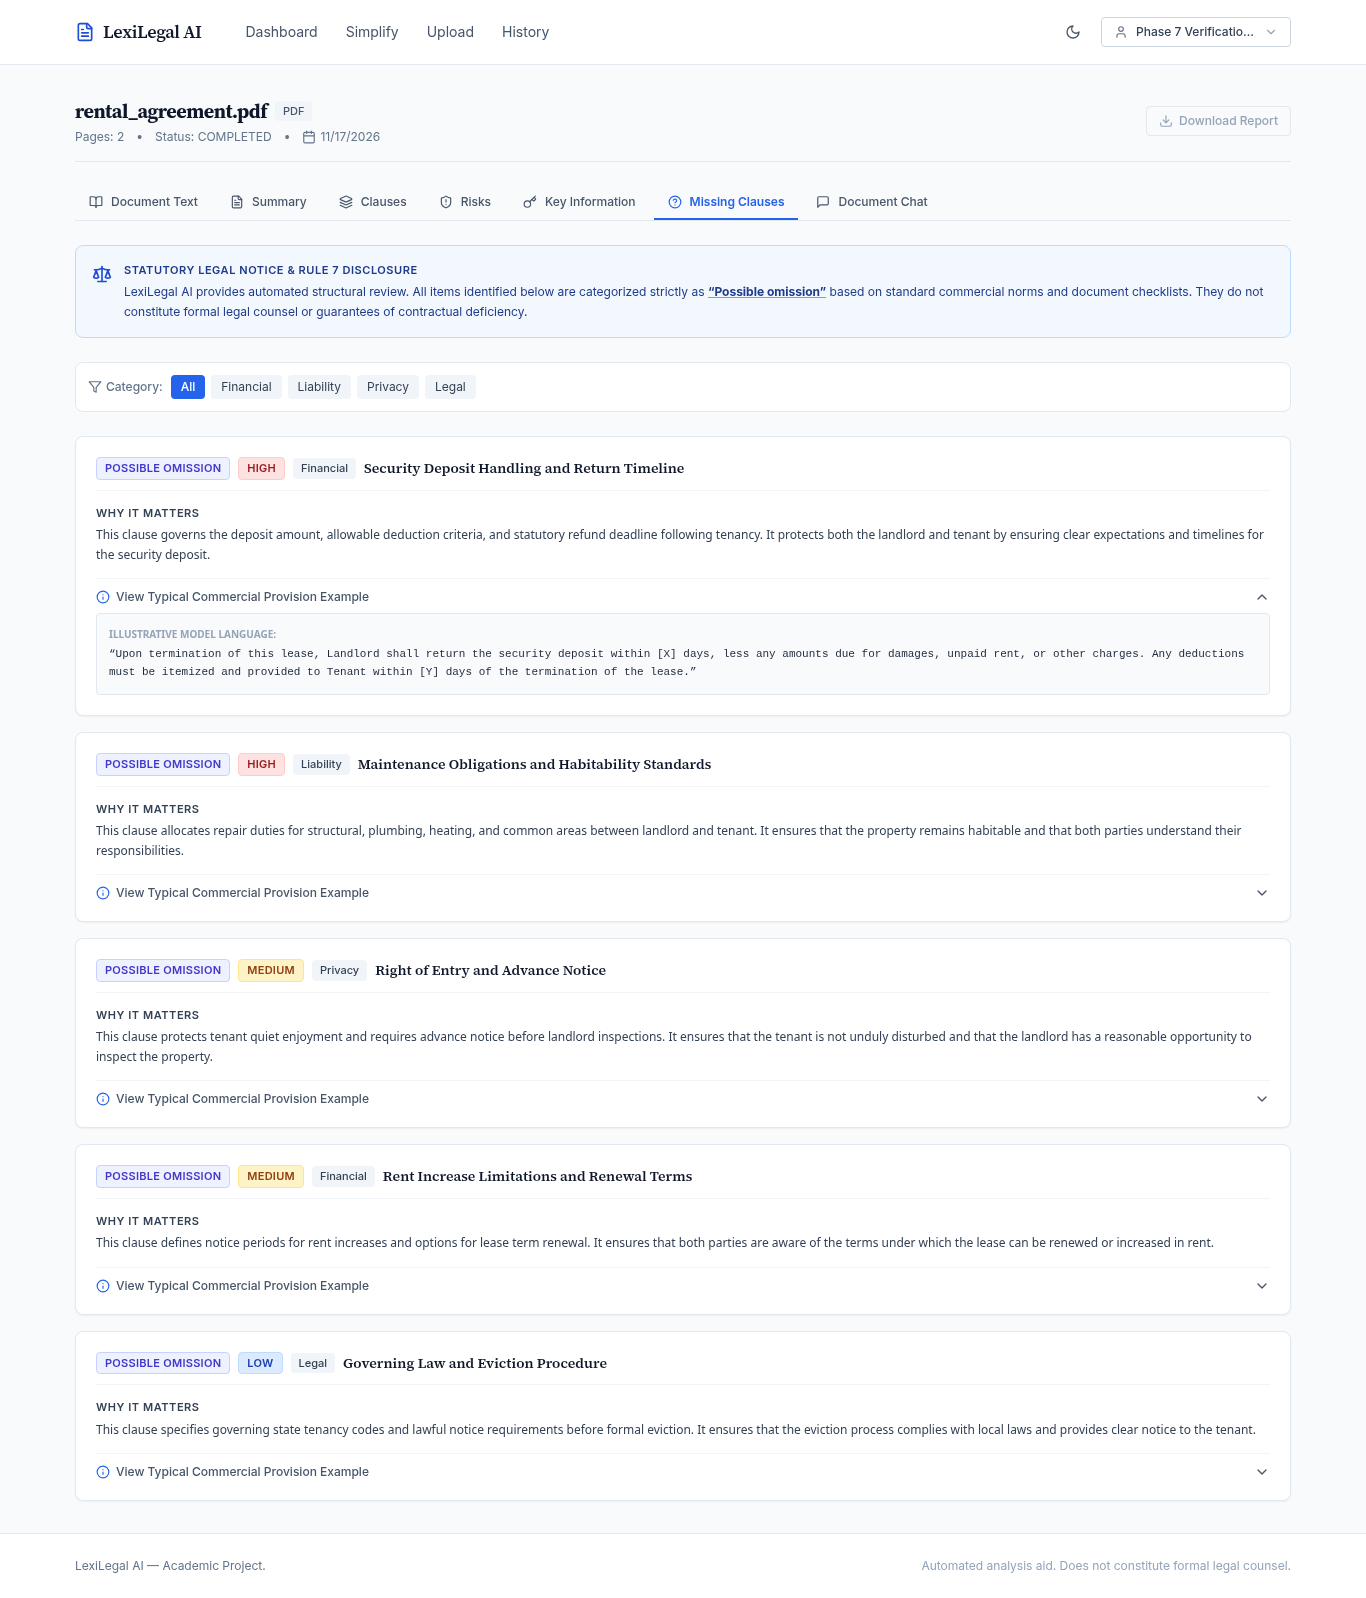 LexiLegal AI
Dashboard Simplify Upload History
Phase 7 Verificatio...
rental_agreement.pdf PDF
Pages: 2 • Status: COMPLETED • 11/17/2026
Download Report
Document Text Summary Clauses Risks Key Information Missing Clauses Document Chat
STATUTORY LEGAL NOTICE & RULE 7 DISCLOSURE
LexiLegal AI provides automated structural review. All items identified below are categorized strictly as “Possible omission” based on standard commercial norms and document checklists. They do not
constitute formal legal counsel or guarantees of contractual deficiency.
Category: All Financial Liability Privacy Legal
POSSIBLE OMISSION HIGH Financial Security Deposit Handling and Return Timeline
WHY IT MATTERS
This clause governs the deposit amount, allowable deduction criteria, and statutory refund deadline following tenancy. It protects both the landlord and tenant by ensuring clear expectations and timelines for
the security deposit.
View Typical Commercial Provision Example
ILLUSTRATIVE MODEL LANGUAGE:
“Upon termination of this lease, Landlord shall return the security deposit within [X] days, less any amounts due for damages, unpaid rent, or other charges. Any deductions
must be itemized and provided to Tenant within [Y] days of the termination of the lease.”
POSSIBLE OMISSION HIGH Liability Maintenance Obligations and Habitability Standards
WHY IT MATTERS
This clause allocates repair duties for structural, plumbing, heating, and common areas between landlord and tenant. It ensures that the property remains habitable and that both parties understand their
responsibilities.
View Typical Commercial Provision Example
POSSIBLE OMISSION MEDIUM Privacy Right of Entry and Advance Notice
WHY IT MATTERS
This clause protects tenant quiet enjoyment and requires advance notice before landlord inspections. It ensures that the tenant is not unduly disturbed and that the landlord has a reasonable opportunity to
inspect the property.
View Typical Commercial Provision Example
POSSIBLE OMISSION MEDIUM Financial Rent Increase Limitations and Renewal Terms
WHY IT MATTERS
This clause defines notice periods for rent increases and options for lease term renewal. It ensures that both parties are aware of the terms under which the lease can be renewed or increased in rent.
View Typical Commercial Provision Example
POSSIBLE OMISSION LOW Legal Governing Law and Eviction Procedure
WHY IT MATTERS
This clause specifies governing state tenancy codes and lawful notice requirements before formal eviction. It ensures that the eviction process complies with local laws and provides clear notice to the tenant.
View Typical Commercial Provision Example
LexiLegal AI — Academic Project.
Automated analysis aid. Does not constitute formal legal counsel.